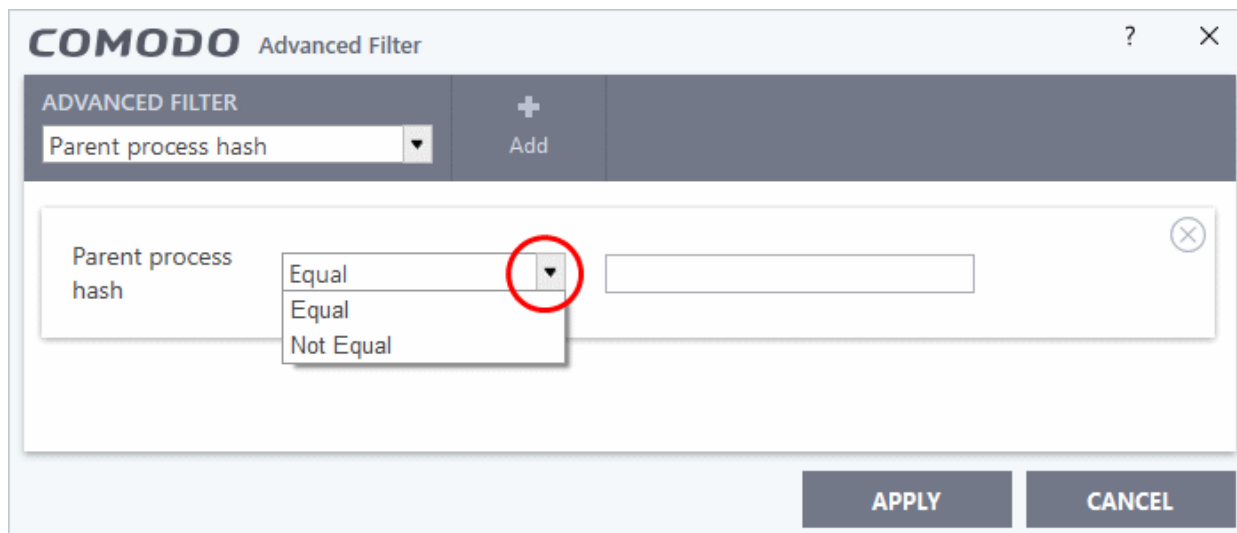 COMODO Advanced Filter ?
ADVANCED FILTER
Parent process hash
Add
Parent process
hash
Equal
Equal
Not Equal
APPLY CANCEL